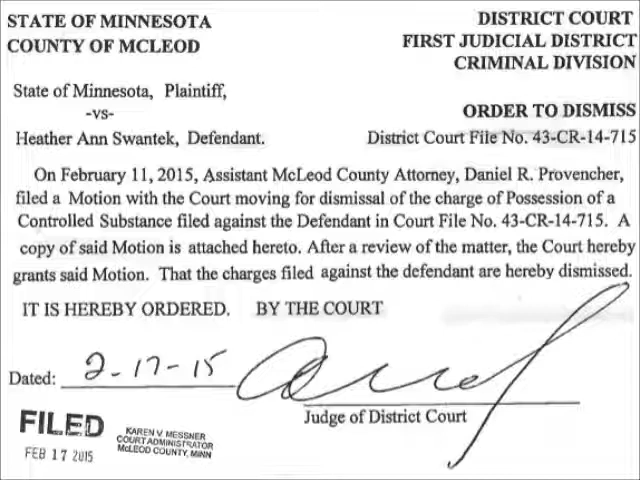 STATE OF MINNESOTA
COUNTY OF MCLEOD
DISTRICT COURT
FIRST JUDICIAL DISTRICT
CRIMINAL DIVISION
State of Minnesota, Plaintiff,
-vs-
Heather Ann Swantek, Defendant.
ORDER TO DISMISS
District Court File No. 43-CR-14-715
On February 11, 2015, Assistant McLeod County Attorney, Daniel R. Provencher,
filed a Motion with the Court moving for dismissal of the charge of Possession of a
Controlled Substance filed against the Defendant in Court File No. 43-CR-14-715. A
copy of said Motion is attached hereto. After a review of the matter, the Court hereby
grants said Motion. That the charges filed against the defendant are hereby dismissed.
IT IS HEREBY ORDERED. BY THE COURT
Dated: 2-17-15
Judge of District Court
FILED
FEB 17 2015
KAREN V MESSNER
COURT ADMINISTRATOR
McLEOD COUNTY, MINN